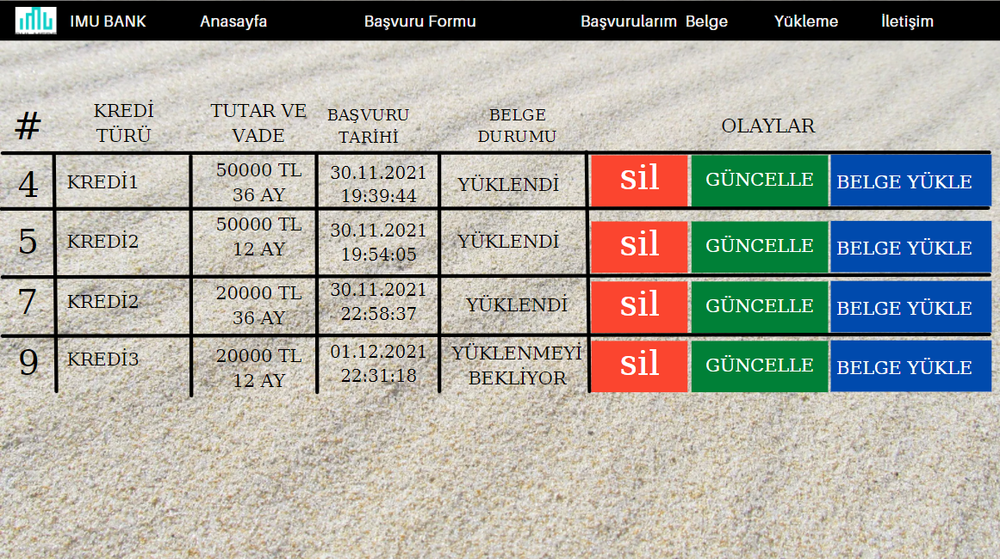 IMU BANK Anasayfa Başvuru Formu Başvurularım Belge Yükleme İletişim
# KREDİ TÜRÜ TUTAR VE VADE BAŞVURU TARİHİ BELGE DURUMU OLAYLAR
4 KREDİ1 50000 TL 36 AY 30.11.2021 19:39:44 YÜKLENDİ sil GÜNCELLE BELGE YÜKLE
5 KREDİ2 50000 TL 12 AY 30.11.2021 19:54:05 YÜKLENDİ sil GÜNCELLE BELGE YÜKLE
7 KREDİ2 20000 TL 36 AY 30.11.2021 22:58:37 YÜKLENDİ sil GÜNCELLE BELGE YÜKLE
9 KREDİ3 20000 TL 12 AY 01.12.2021 22:31:18 YÜKLENMEYİ BEKLİYOR sil GÜNCELLE BELGE YÜKLE